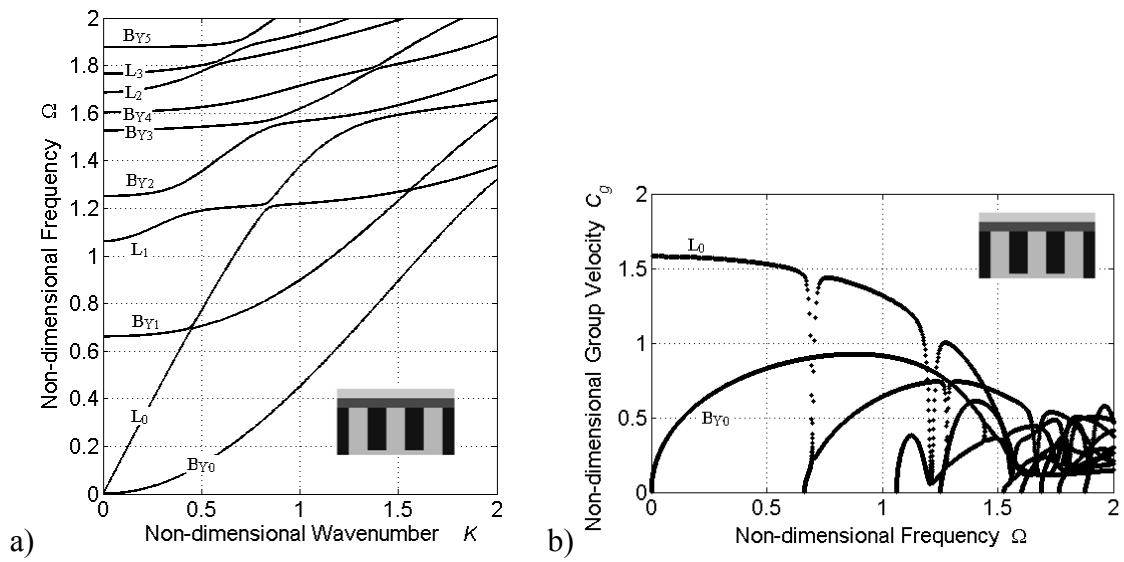 2
1.8
1.6
1.4
1.2
1
0.8
0.6
0.4
0.2
0
Non-dimensional Frequency Ω
BY5
L3
L2
BY4
BY3
BY2
L1
BY1
L0
BY0
0 0.5 1 1.5 2
Non-dimensional Wavenumber K
a)
2
1.5
1
0.5
0
Non-dimensional Group Velocity Cg
L0
BY0
0 0.5 1 1.5 2
Non-dimensional Frequency Ω
b)